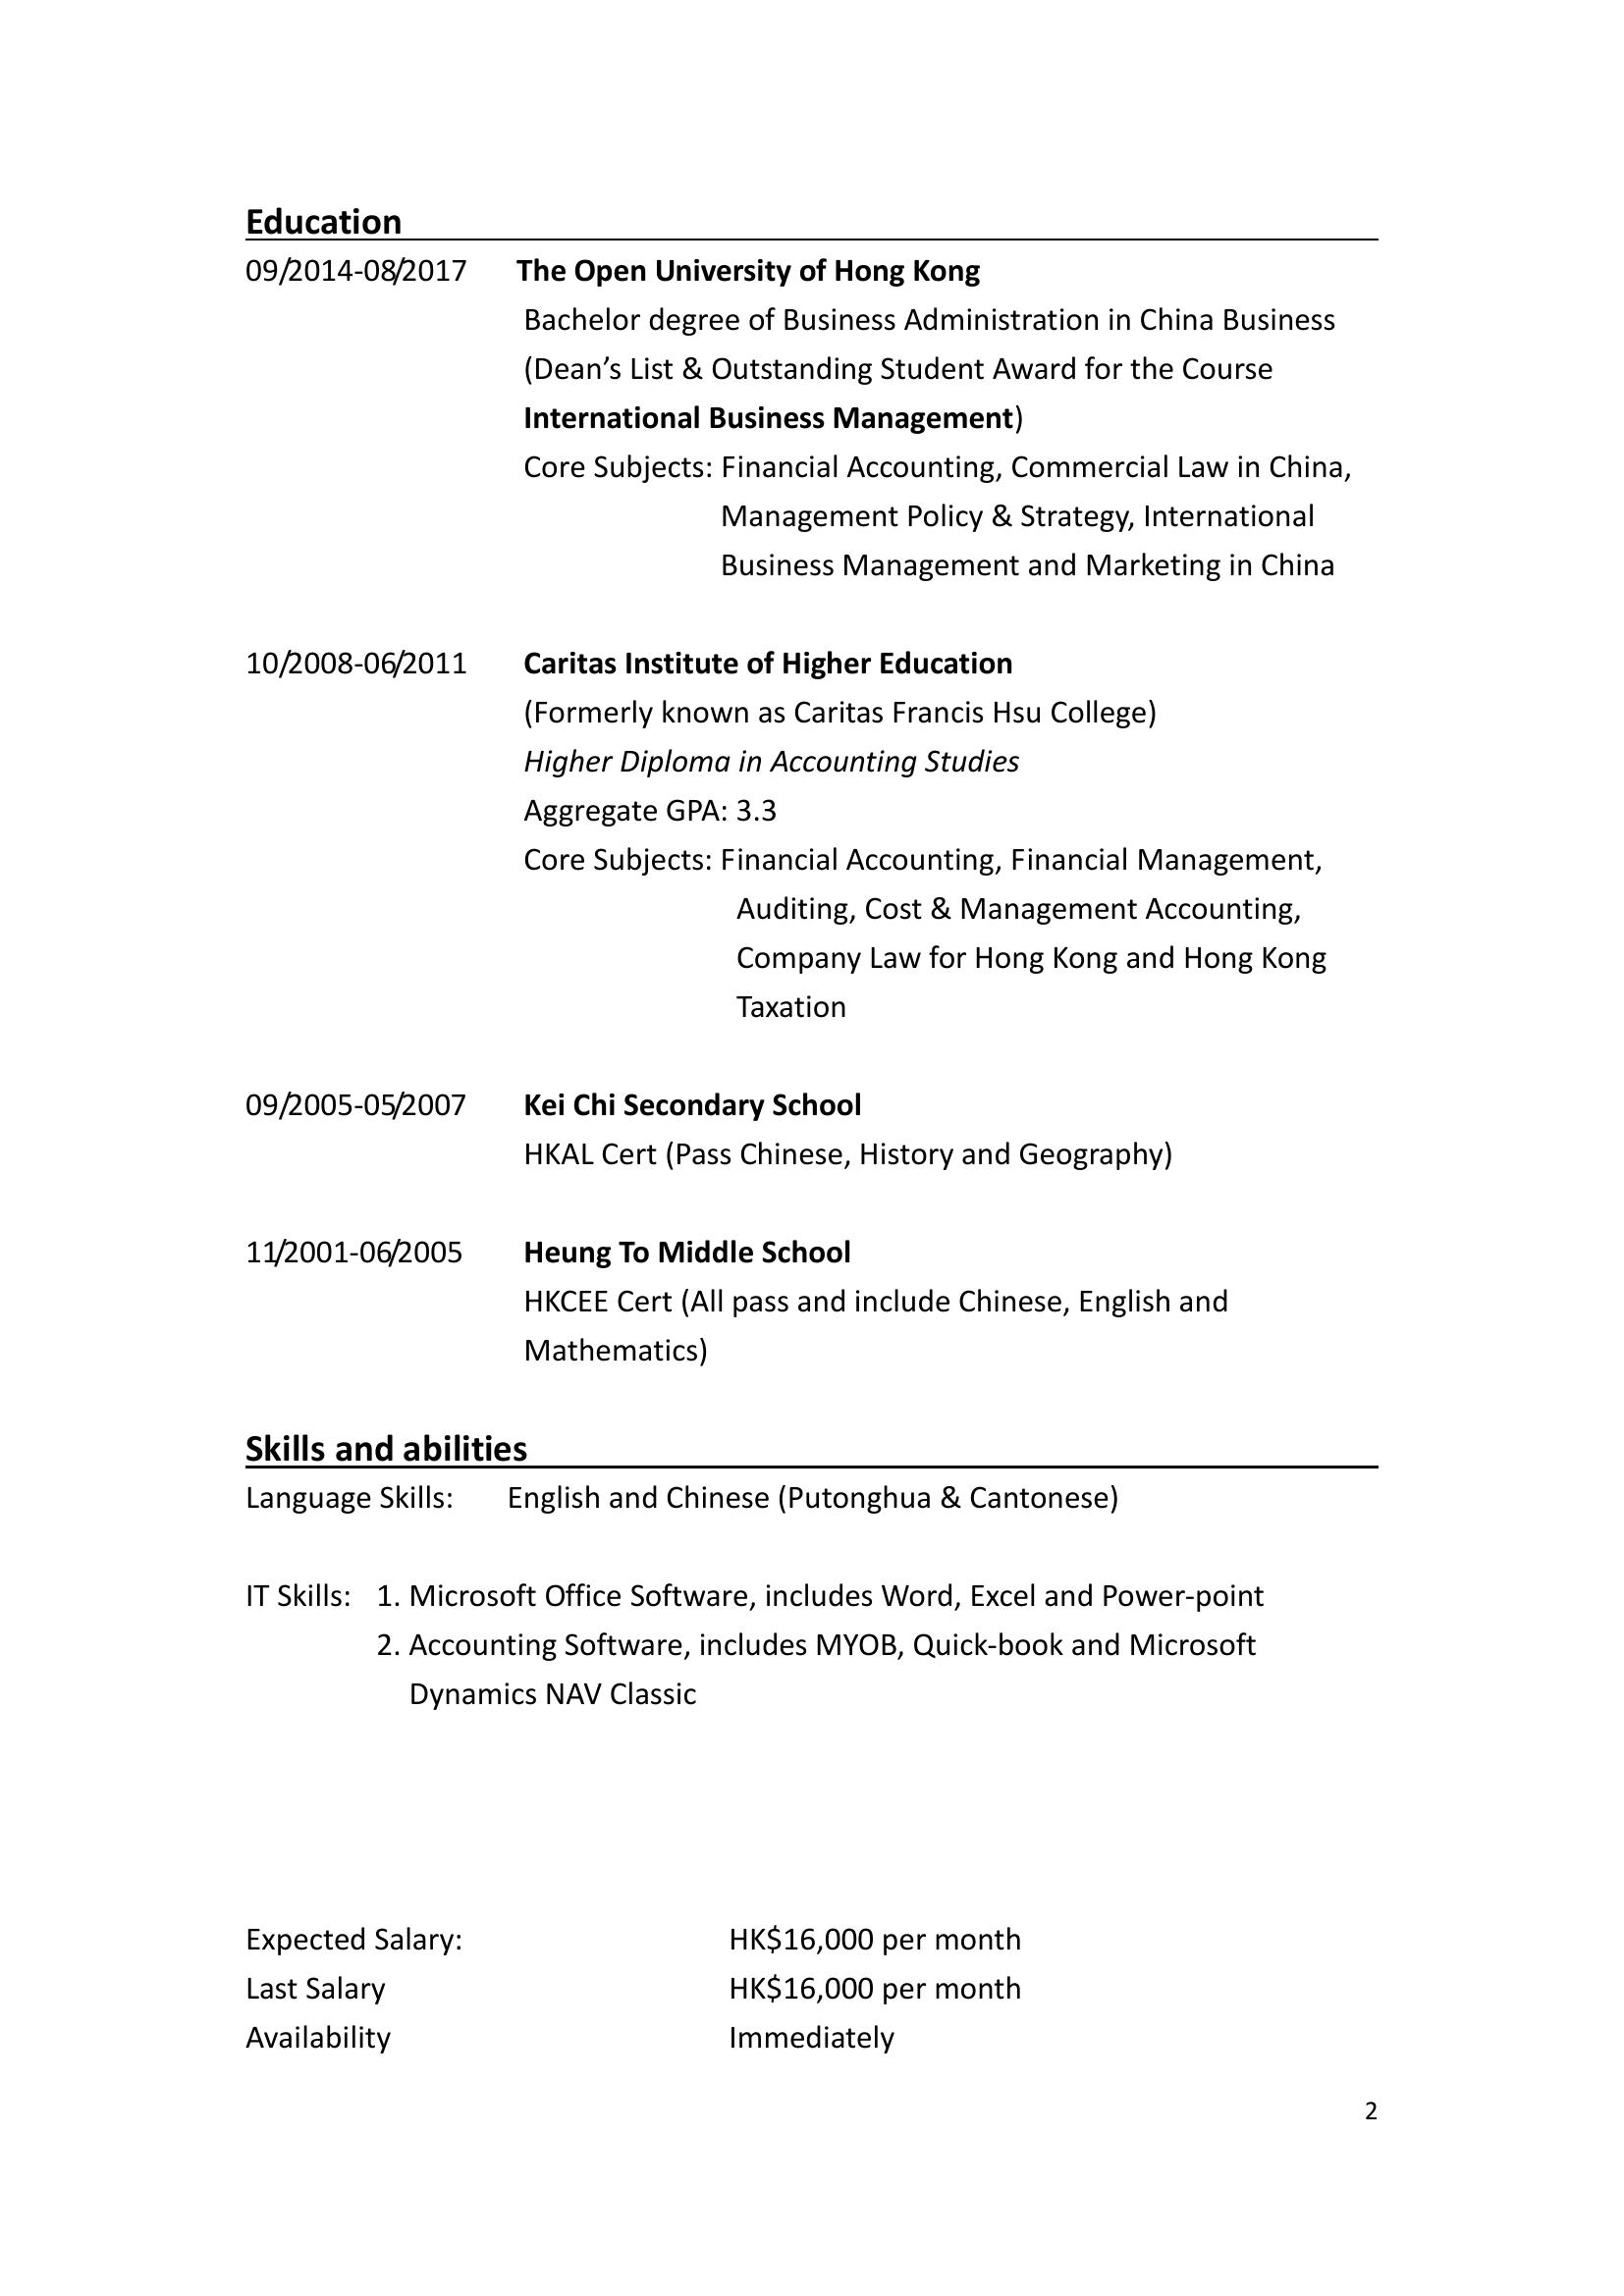 Education
09/2014-08/2017 The Open University of Hong Kong
Bachelor degree of Business Administration in China Business
(Dean’s List & Outstanding Student Award for the Course
International Business Management)
Core Subjects: Financial Accounting, Commercial Law in China,
Management Policy & Strategy, International
Business Management and Marketing in China
10/2008-06/2011 Caritas Institute of Higher Education
(Formerly known as Caritas Francis Hsu College)
Higher Diploma in Accounting Studies
Aggregate GPA: 3.3
Core Subjects: Financial Accounting, Financial Management,
Auditing, Cost & Management Accounting,
Company Law for Hong Kong and Hong Kong
Taxation
09/2005-05/2007 Kei Chi Secondary School
HKAL Cert (Pass Chinese, History and Geography)
11/2001-06/2005 Heung To Middle School
HKCEE Cert (All pass and include Chinese, English and
Mathematics)
Skills and abilities
Language Skills: English and Chinese (Putonghua & Cantonese)
IT Skills: 1. Microsoft Office Software, includes Word, Excel and Power-point
2. Accounting Software, includes MYOB, Quick-book and Microsoft
Dynamics NAV Classic
Expected Salary: HK$16,000 per month
Last Salary HK$16,000 per month
Availability Immediately
2